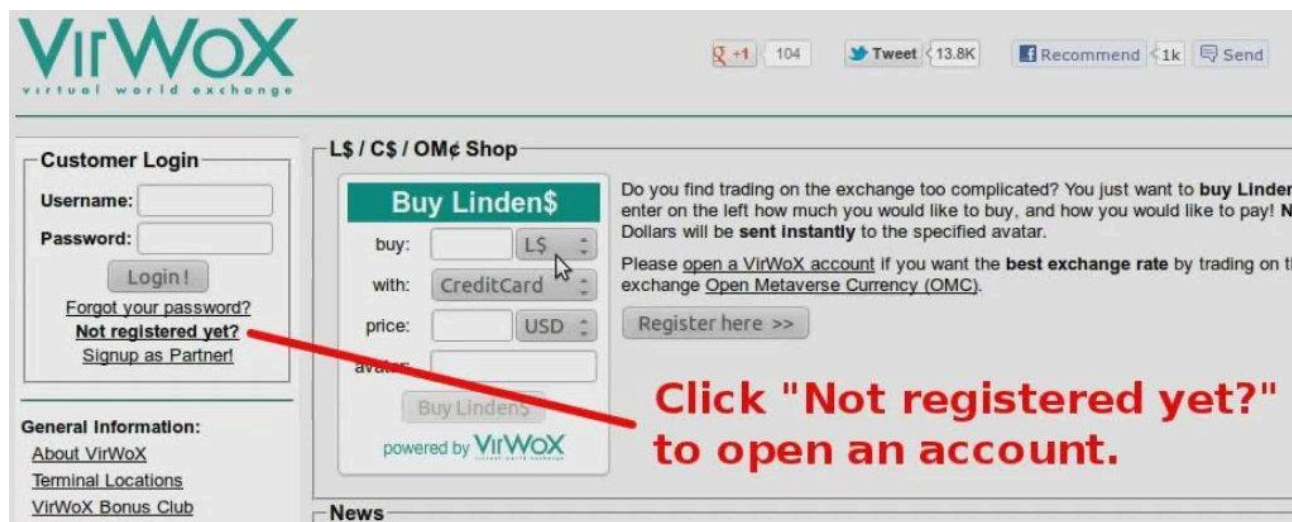 VirWoX
virtual world exchange
+1 104 Tweet 13.8K Recommend 1k Send
Customer Login
Username:
Password:
Login!
Forgot your password?
Not registered yet?
Signup as Partner!
General Information:
About VirWoX
Terminal Locations
VirWoX Bonus Club
L$ / C$ / OM¢ Shop
Buy Linden$
buy: L$
with: CreditCard
price: USD
avatar:
Buy Linden$
powered by VirWoX
Do you find trading on the exchange too complicated? You just want to buy Linden
enter on the left how much you would like to buy, and how you would like to pay! N
Dollars will be sent instantly to the specified avatar.
Please open a VirWoX account if you want the best exchange rate by trading on th
exchange Open Metaverse Currency (OMC).
Register here >>
Click "Not registered yet?"
to open an account.
News